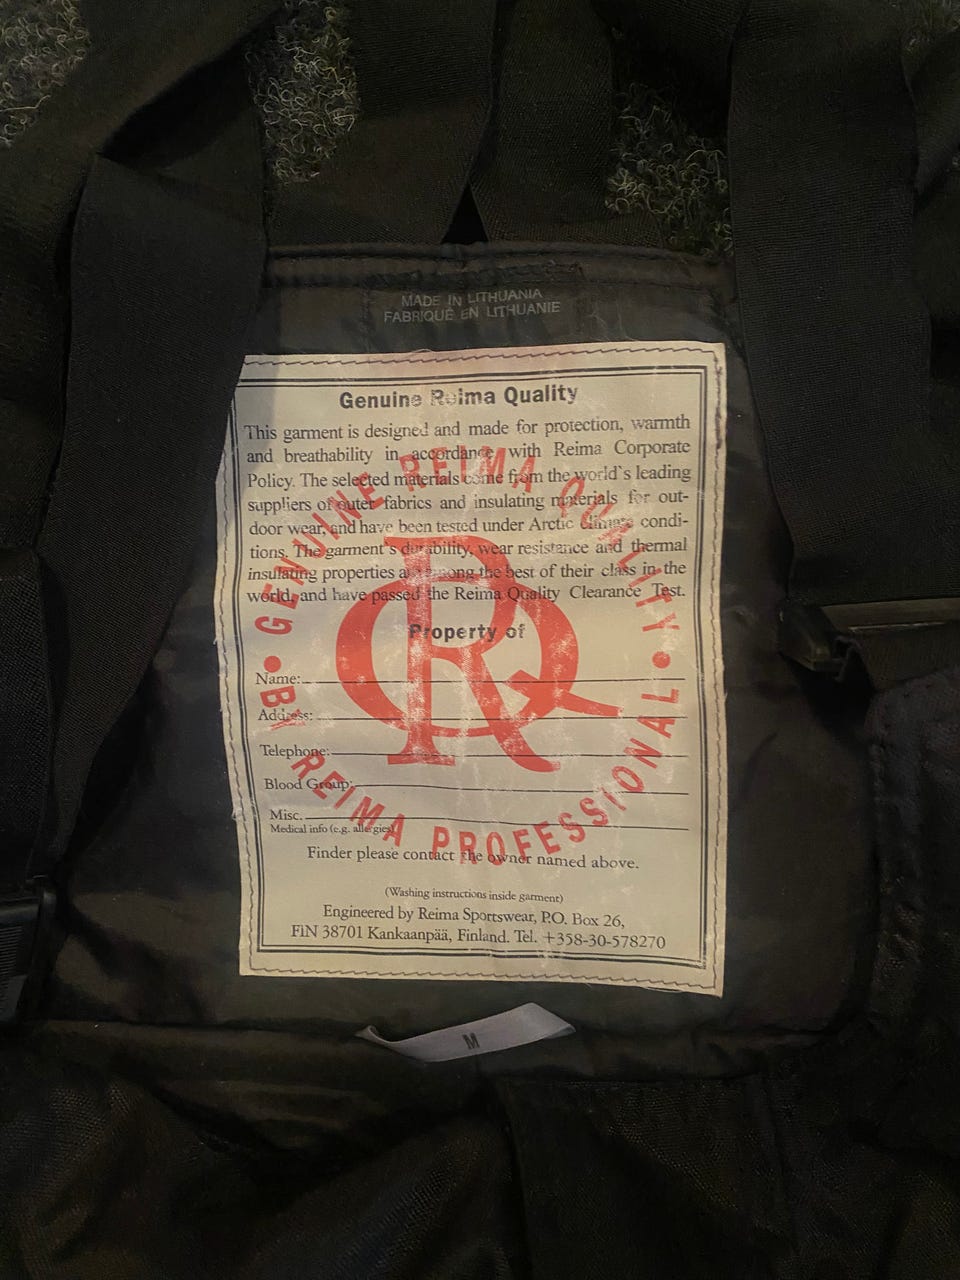 MADE IN LITHUANIA
FABRIQUÉ EN LITHUANIE
Genuine Reima Quality
This garment is designed and made for protection, warmth
and breathability in accordance with Reima Corporate
Policy. The selected materials come from the world`s leading
suppliers of outer fabrics and insulating materials for out-
door wear, and have been tested under Arctic Climate condi-
tions. The garment`s durability, wear resistance and thermal
insulating properties are among the best of their class in the
world, and have passed the Reima Quality Clearance Test.
Property of
Name:
Address:
Telephone:
Blood Group:
Misc.
Medical info (e.g. allergies)
Finder please contact the owner named above.
(Washing instructions inside garment)
Engineered by Reima Sportswear, P.O. Box 26,
FIN 38701 Kankaanpää, Finland. Tel. +358-30-578270
• GENUINE REIMA QUALITY •
BY REIMA PROFESSIONAL
RQ
M